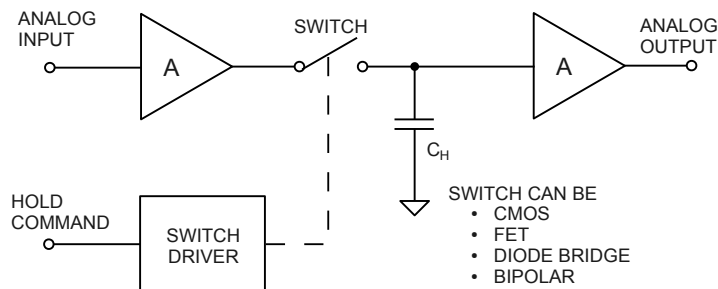 ANALOG
INPUT
A
SWITCH
A
ANALOG
OUTPUT
C_H
HOLD
COMMAND
SWITCH
DRIVER
SWITCH CAN BE
• CMOS
• FET
• DIODE BRIDGE
• BIPOLAR